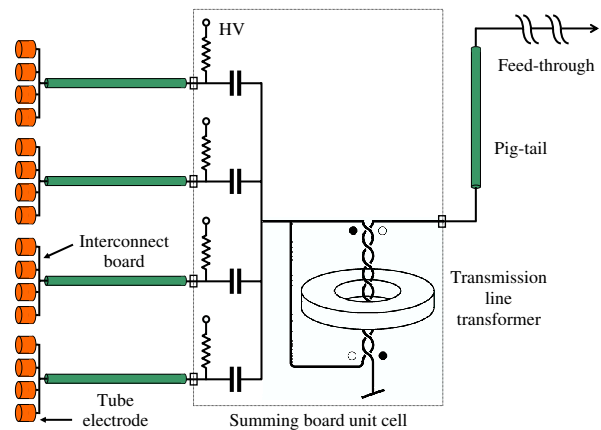 HV
Feed-through
Pig-tail
Interconnect
board
Transmission
line
transformer
Tube
electrode
Summing board unit cell